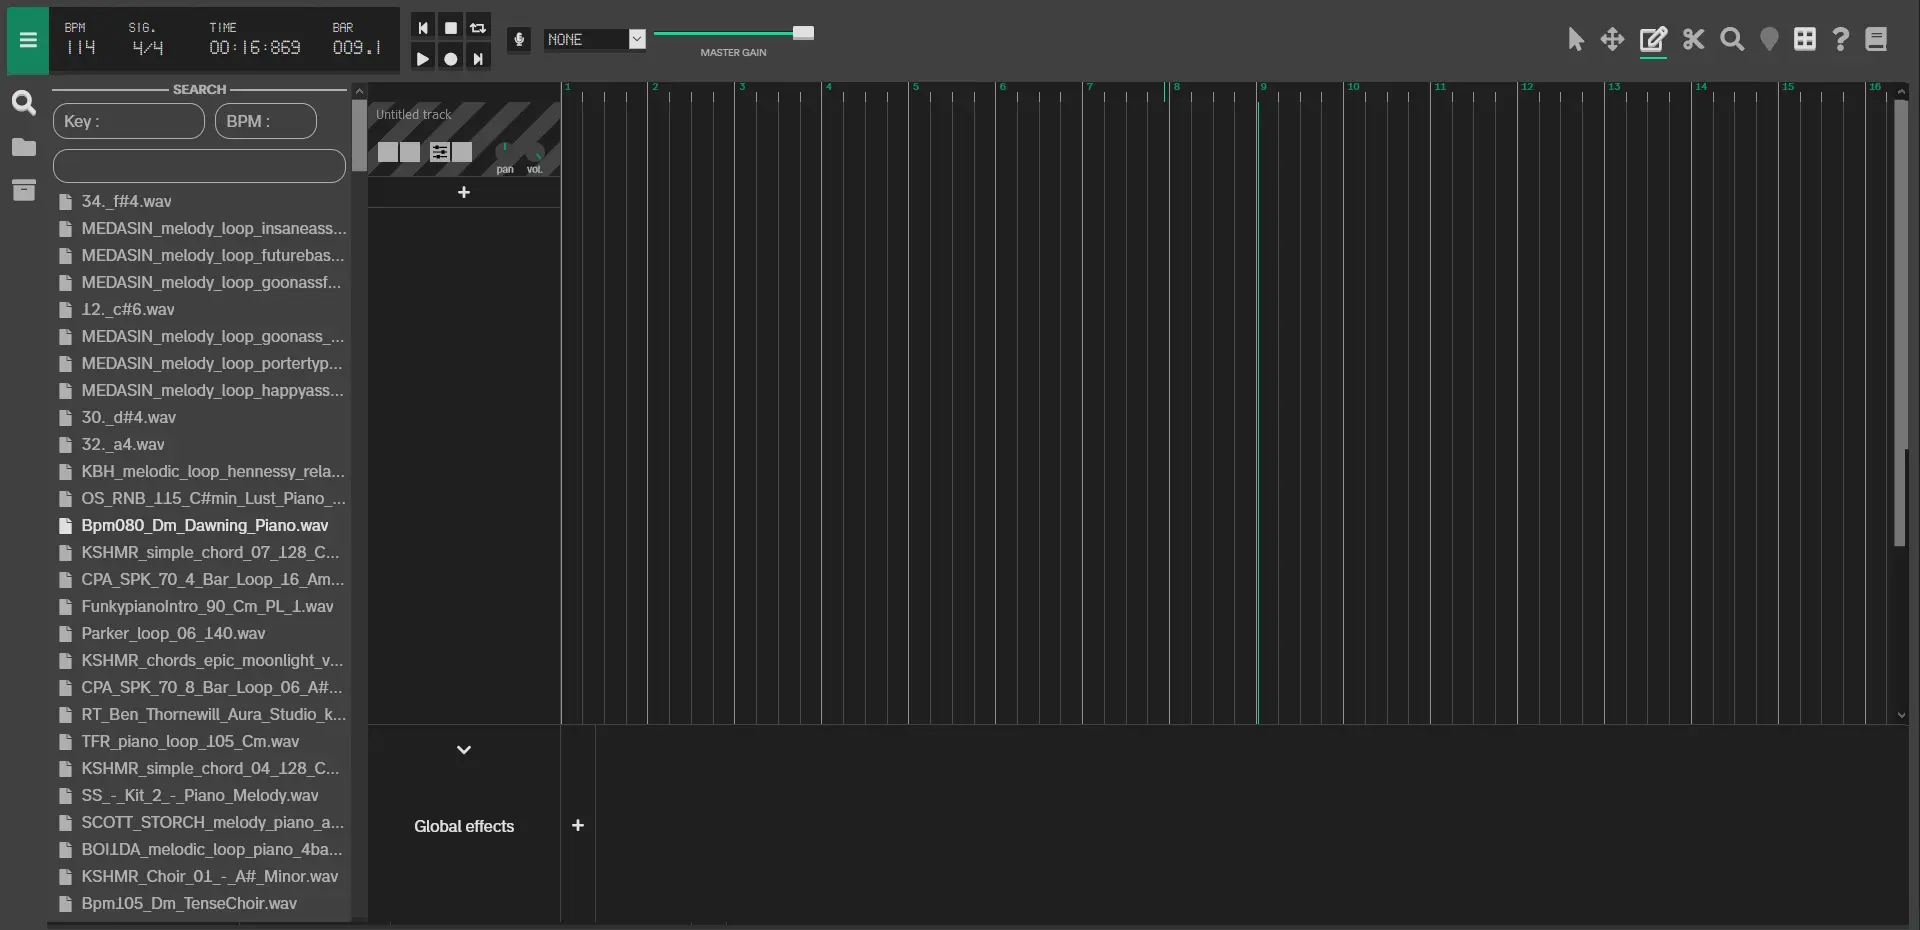 BPM SIG. TIME BAR
114 4/4 00:16:869 009.1
NONE
MASTER GAIN
SEARCH
Key :
BPM :
Untitled track
pan vol.
+
1 2 3 4 5 6 7 8 9 10 11 12 13 14 15 16
34._f#4.wav
MEDASIN_melody_loop_insaneass...
MEDASIN_melody_loop_futurebas...
MEDASIN_melody_loop_goonassf...
12._c#6.wav
MEDASIN_melody_loop_goonass_...
MEDASIN_melody_loop_portertyp...
MEDASIN_melody_loop_happyass...
30._d#4.wav
32._a4.wav
KBH_melodic_loop_hennessy_rela...
OS_RNB_115_C#min_Lust_Piano_...
Bpm080_Dm_Dawning_Piano.wav
KSHMR_simple_chord_07_128_C...
CPA_SPK_70_4_Bar_Loop_16_Am...
FunkypianoIntro_90_Cm_PL_1.wav
Parker_loop_06_140.wav
KSHMR_chords_epic_moonlight_v...
CPA_SPK_70_8_Bar_Loop_06_A#...
RT_Ben_Thornewill_Aura_Studio_k...
TFR_piano_loop_105_Cm.wav
KSHMR_simple_chord_04_128_C...
SS_-_Kit_2_-_Piano_Melody.wav
SCOTT_STORCH_melody_piano_a...
BOI1DA_melodic_loop_piano_4ba...
KSHMR_Choir_01_-_A#_Minor.wav
Bpm105_Dm_TenseChoir.wav
Global effects
+